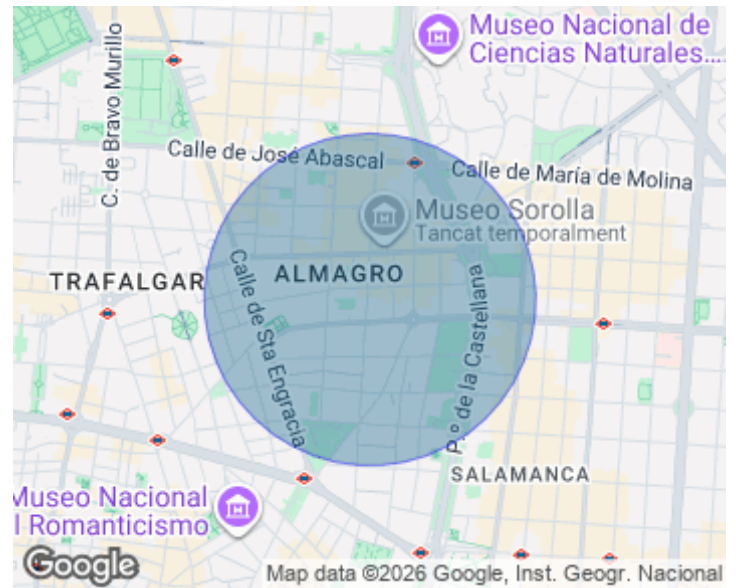 Museo Nacional de
Ciencias Naturales...
C. de Bravo Murillo
Calle de José Abascal
Calle de María de Molina
Museo Sorolla
Tancat temporalment
TRAFALGAR
ALMAGRO
Calle de Sta Engracia
P.º de la Castellana
SALAMANCA
Museo Nacional
l Romanticismo
Google
Map data ©2026 Google, Inst. Geogr. Nacional